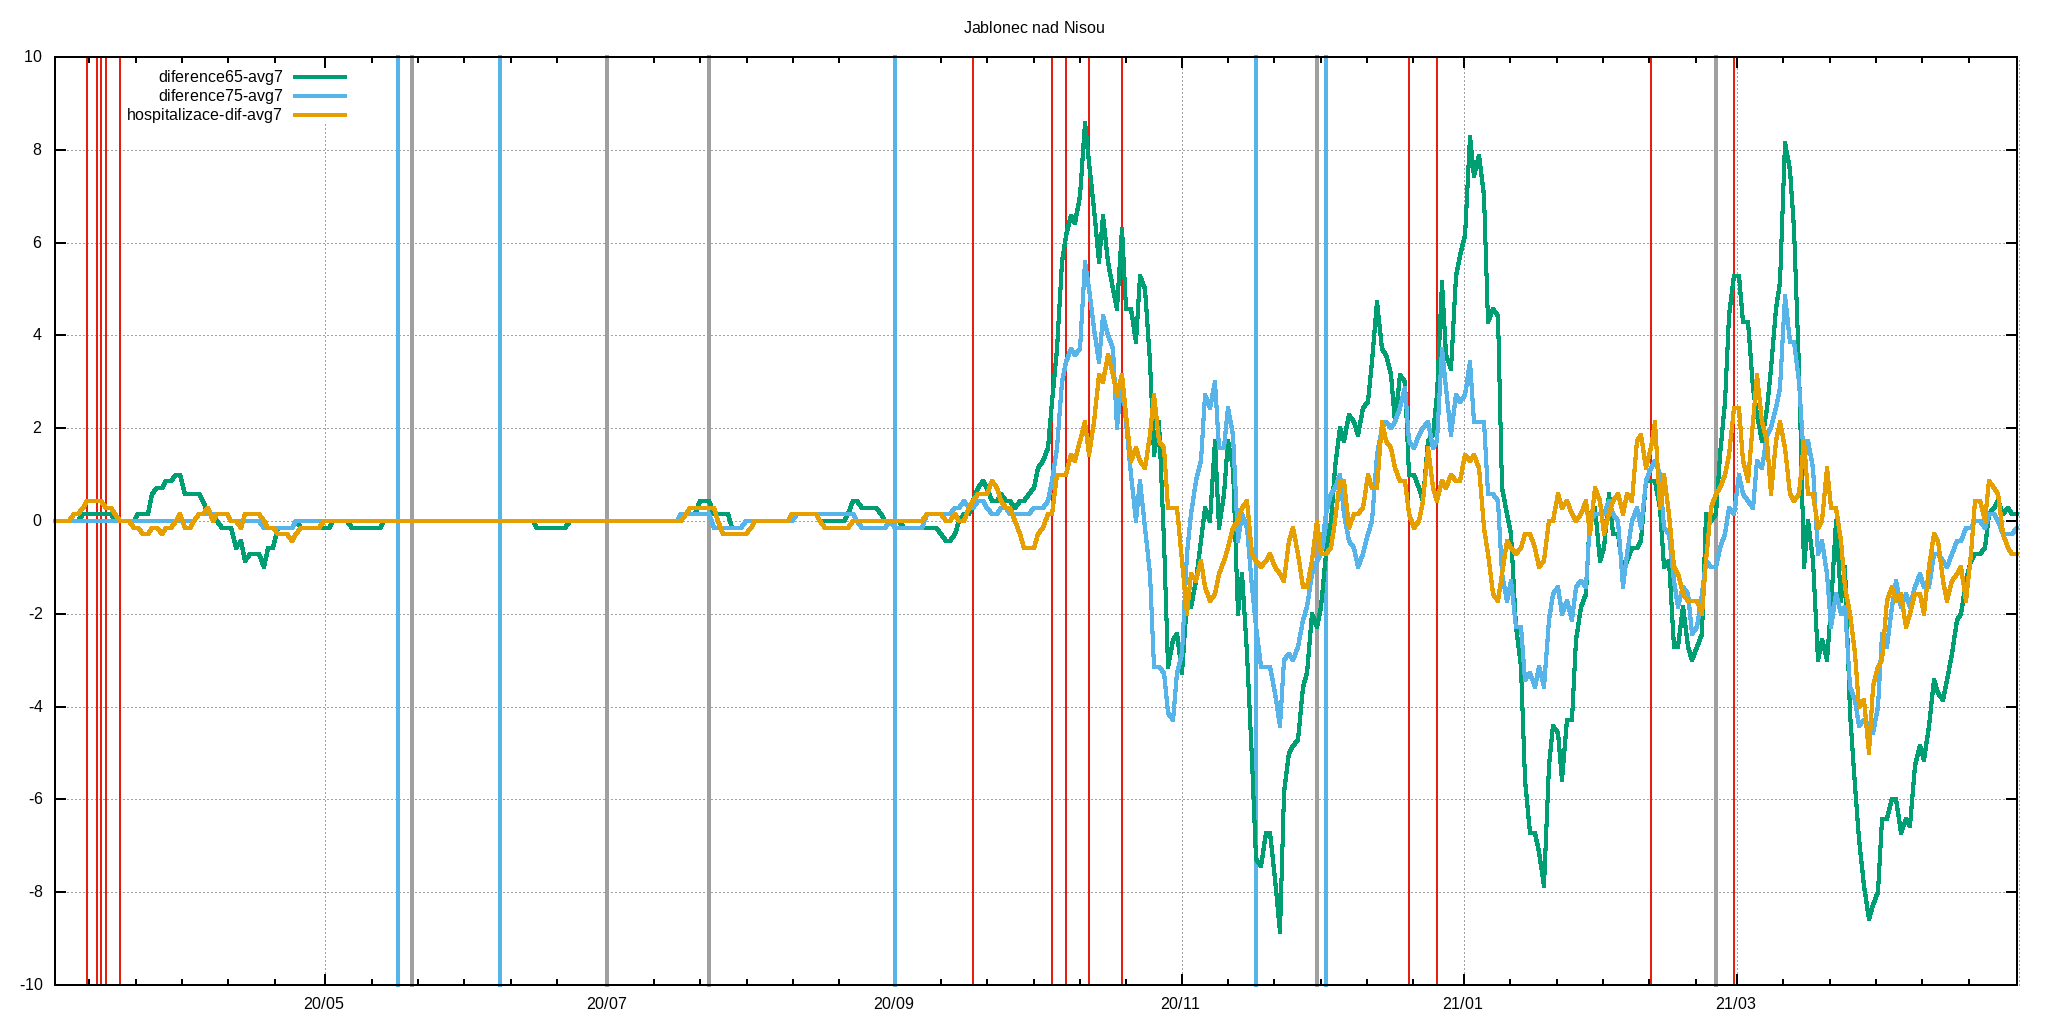 Jablonec nad Nisou
diference65-avg7
diference75-avg7
hospitalizace-dif-avg7
10
8
6
4
2
0
-2
-4
-6
-8
-10
20/05 20/07 20/09 20/11 21/01 21/03